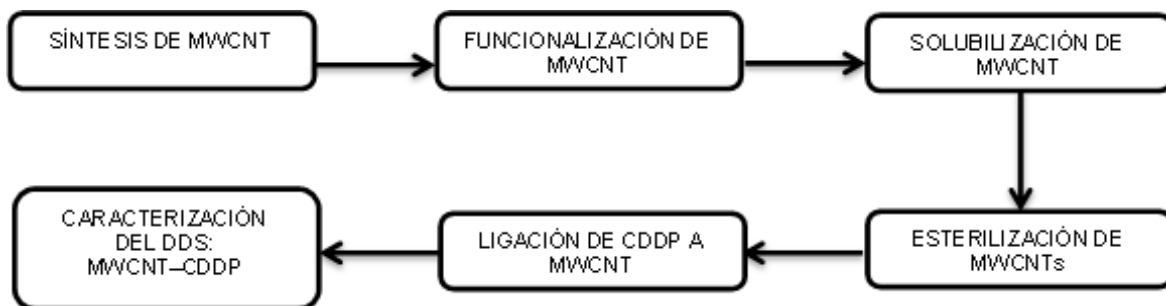 SÍNTESIS DE MWCNT
FUNCIONALIZACIÓN DE
MWCNT
SOLUBILIZACIÓN DE
MWCNT
ESTERILIZACIÓN DE
MWCNTs
LIGACIÓN DE CDDP A
MWCNT
CARACTERIZACIÓN
DEL DDS:
MWCNT–CDDP